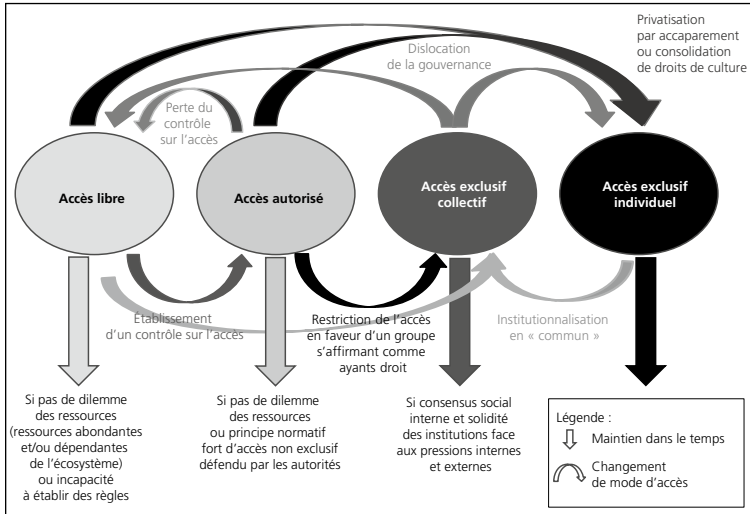 Privatisation
par accaparement
ou consolidation
de droits de culture
Dislocation
de la gouvernance
Perte du
contrôle
sur l’accès
Accès libre
Accès autorisé
Accès exclusif
collectif
Accès exclusif
individuel
Établissement
d’un contrôle sur l’accès
Restriction de l’accès
en faveur d’un groupe
s’affirmant comme
ayants droit
Institutionnalisation
en « commun »
Si pas de dilemme
des ressources
(ressources abondantes
et/ou dépendantes
de l’écosystème)
ou incapacité
à établir des règles
Si pas de dilemme
des ressources
ou principe normatif
fort d’accès non exclusif
défendu par les autorités
Si consensus social
interne et solidité
des institutions face
aux pressions internes
et externes
Légende :
Maintien dans le temps
Changement
de mode d’accès